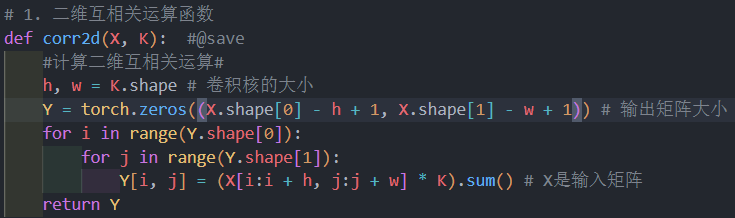 # 1. 二维互相关运算函数
def corr2d(X, K):  #@save
    #计算二维互相关运算#
    h, w = K.shape # 卷积核的大小
    Y = torch.zeros((X.shape[0] - h + 1, X.shape[1] - w + 1)) # 输出矩阵大小
    for i in range(Y.shape[0]):
        for j in range(Y.shape[1]):
            Y[i, j] = (X[i:i + h, j:j + w] * K).sum() # X是输入矩阵
    return Y